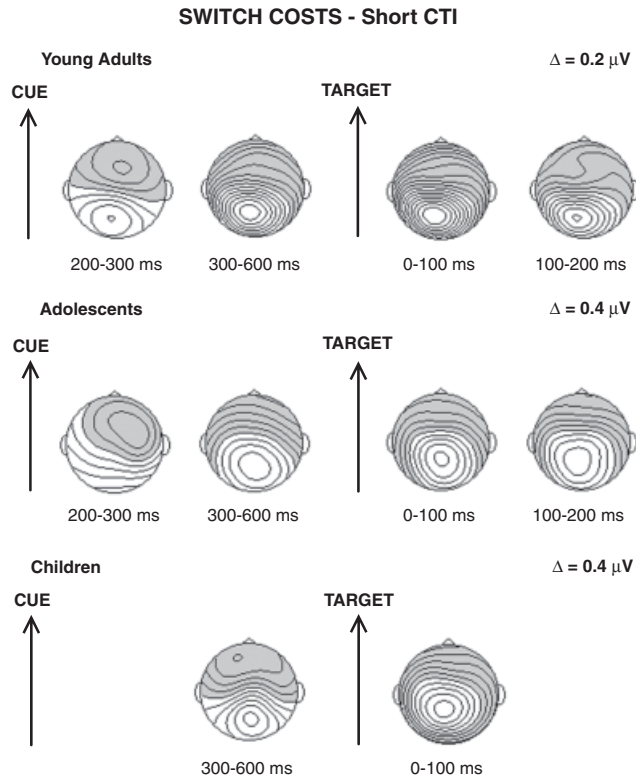 SWITCH COSTS - Short CTI
Young Adults Δ = 0.2 μV
CUE TARGET
200-300 ms 300-600 ms 0-100 ms 100-200 ms
Adolescents Δ = 0.4 μV
CUE TARGET
200-300 ms 300-600 ms 0-100 ms 100-200 ms
Children Δ = 0.4 μV
CUE TARGET
300-600 ms 0-100 ms